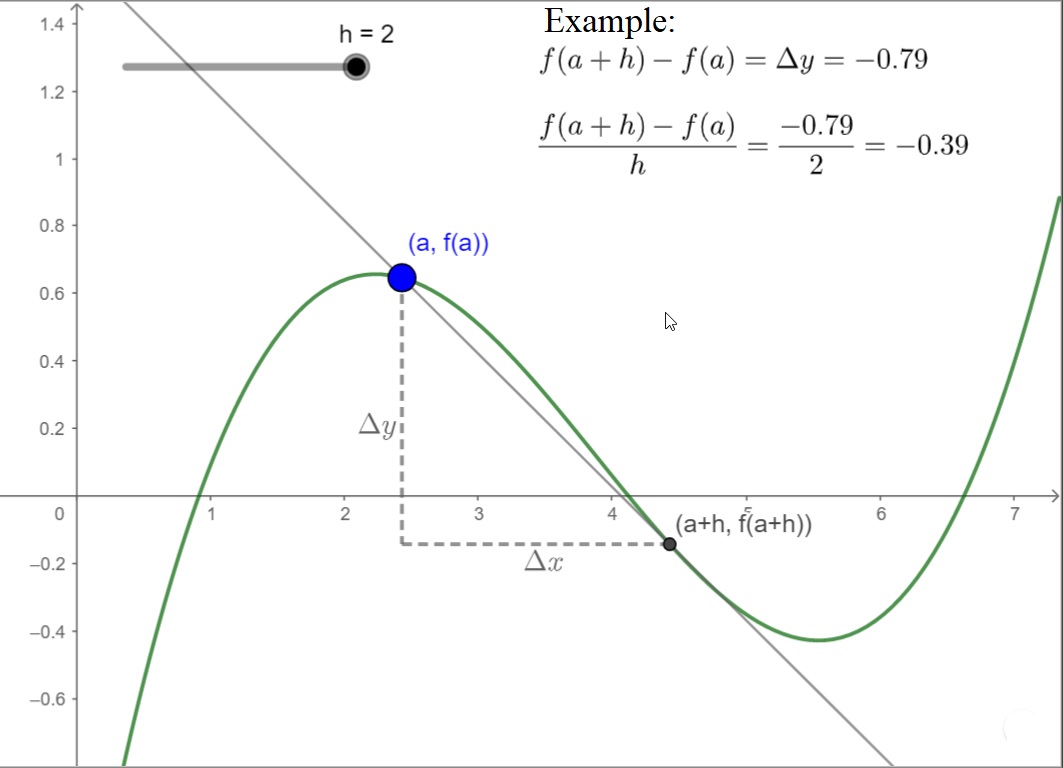 Example:
h = 2
f(a + h) − f(a) = Δy = −0.79
f(a + h) − f(a)
h
=
−0.79
2
= −0.39
(a, f(a))
Δy
Δx
(a+h, f(a+h))
1.4
1.2
1
0.8
0.6
0.4
0.2
0
−0.2
−0.4
−0.6
1
2
3
4
5
6
7